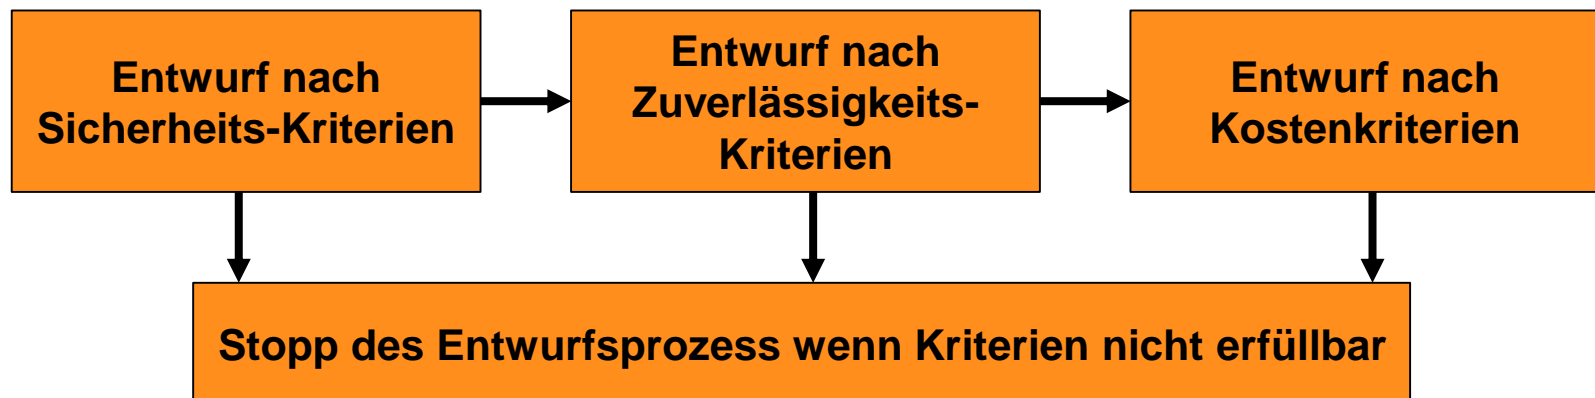 Entwurf nach
Sicherheits-Kriterien
Entwurf nach
Zuverlässigkeits-
Kriterien
Entwurf nach
Kostenkriterien
Stopp des Entwurfsprozess wenn Kriterien nicht erfüllbar